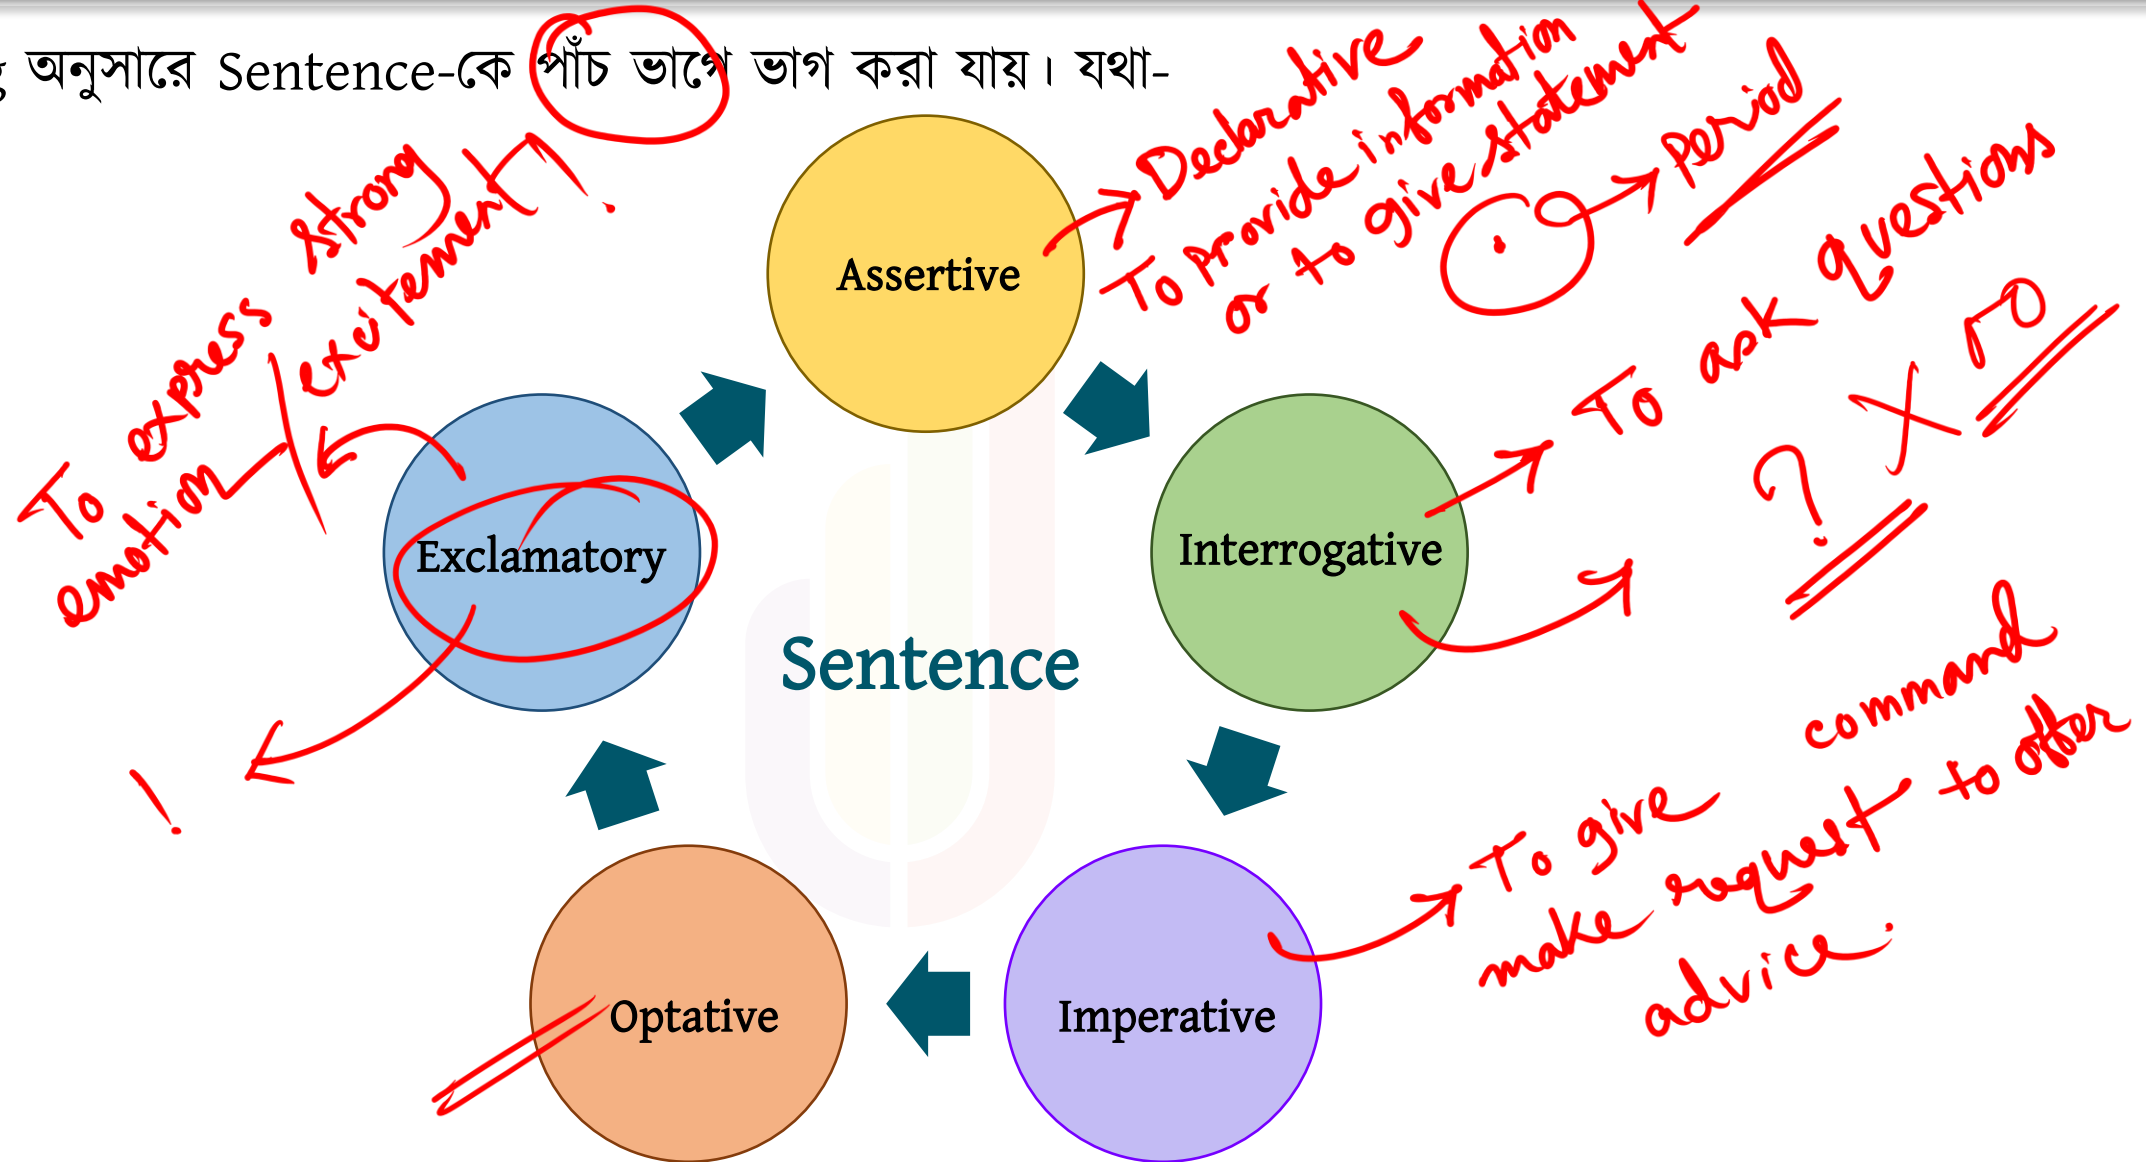 অনুসারে Sentence-কে পাঁচ ভাগে ভাগ করা যায়। যথা-
Assertive
Declarative
To provide information
or to give statement
. period
Interrogative
To ask questions
?
Imperative
To give command
make request to offer
advice.
Optative
Exclamatory
To express strong
emotion excitement !
!
Sentence